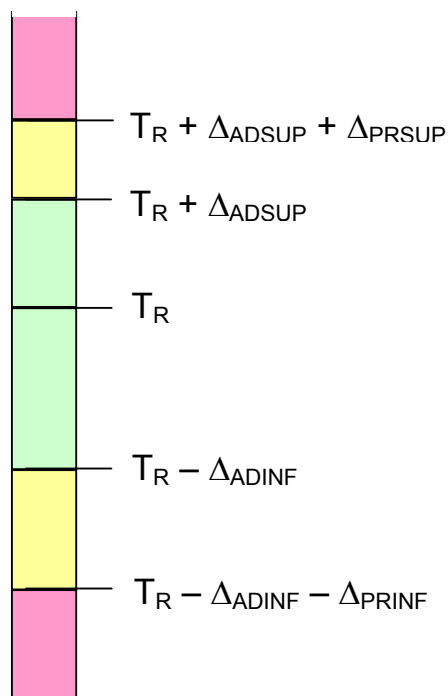 T_R + Δ_ADSUP + Δ_PRSUP
T_R + Δ_ADSUP
T_R
T_R – Δ_ADINF
T_R – Δ_ADINF – Δ_PRINF